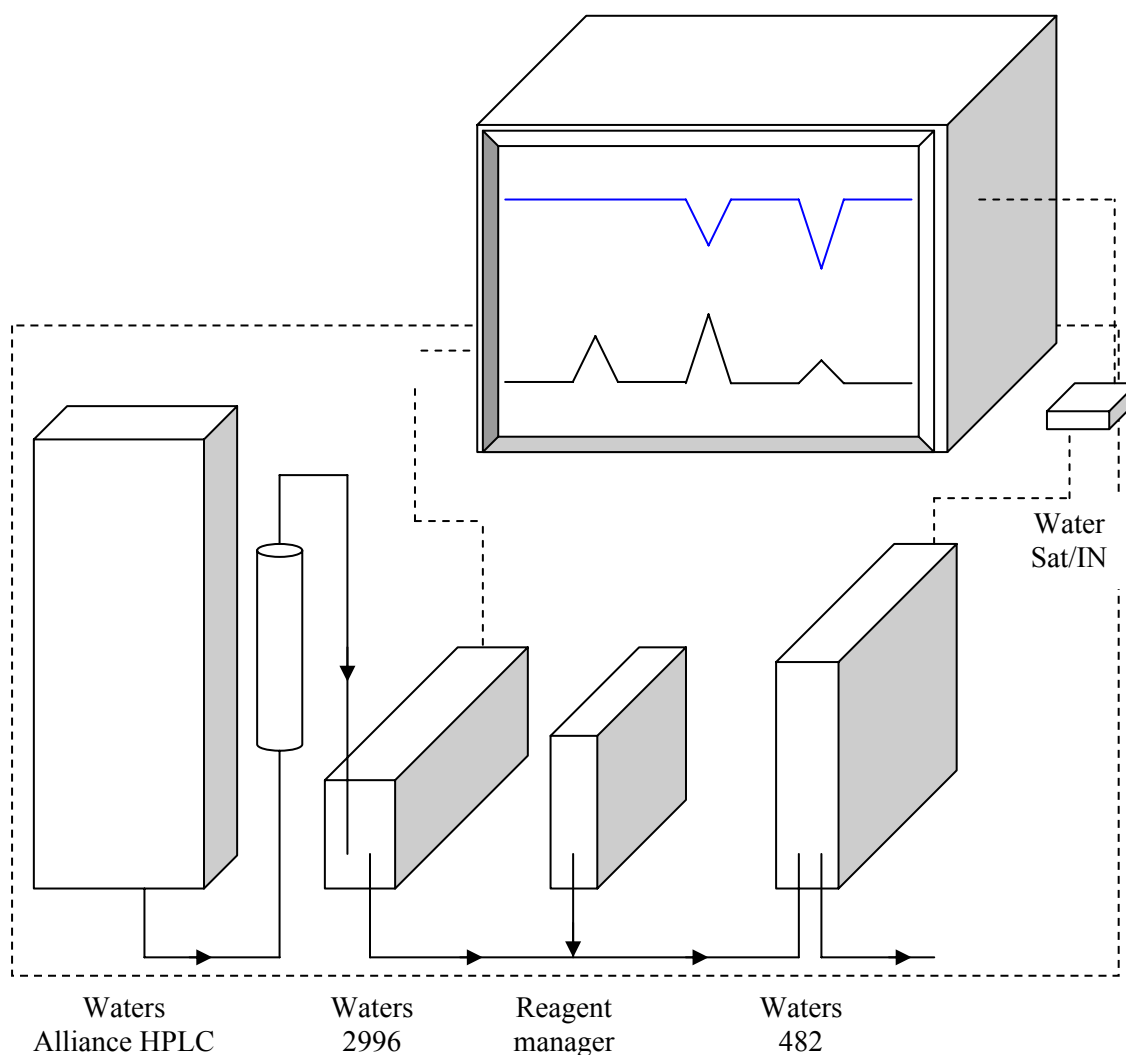 Water
Sat/IN
Waters
Alliance HPLC
Waters
2996
Reagent
manager
Waters
482